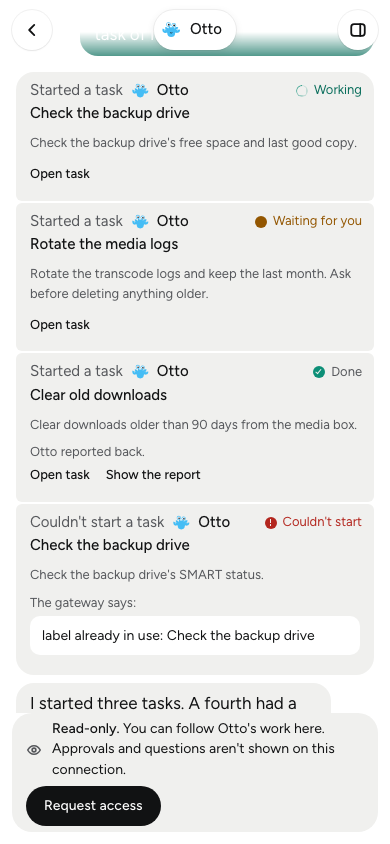 Otto
Started a task Otto Working
Check the backup drive
Check the backup drive's free space and last good copy.
Open task
Started a task Otto Waiting for you
Rotate the media logs
Rotate the transcode logs and keep the last month. Ask
before deleting anything older.
Open task
Started a task Otto Done
Clear old downloads
Clear downloads older than 90 days from the media box.
Otto reported back.
Open task Show the report
Couldn't start a task Otto Couldn't start
Check the backup drive
Check the backup drive's SMART status.
The gateway says:
label already in use: Check the backup drive
I started three tasks. A fourth had a
Read-only. You can follow Otto's work here.
Approvals and questions aren't shown on this
connection.
Request access